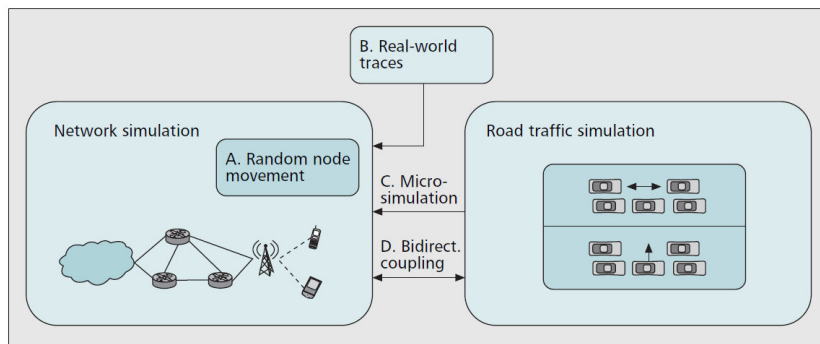 B. Real-world
traces
Network simulation
A. Random node
movement
C. Micro-
simulation
D. Bidirect.
coupling
Road traffic simulation